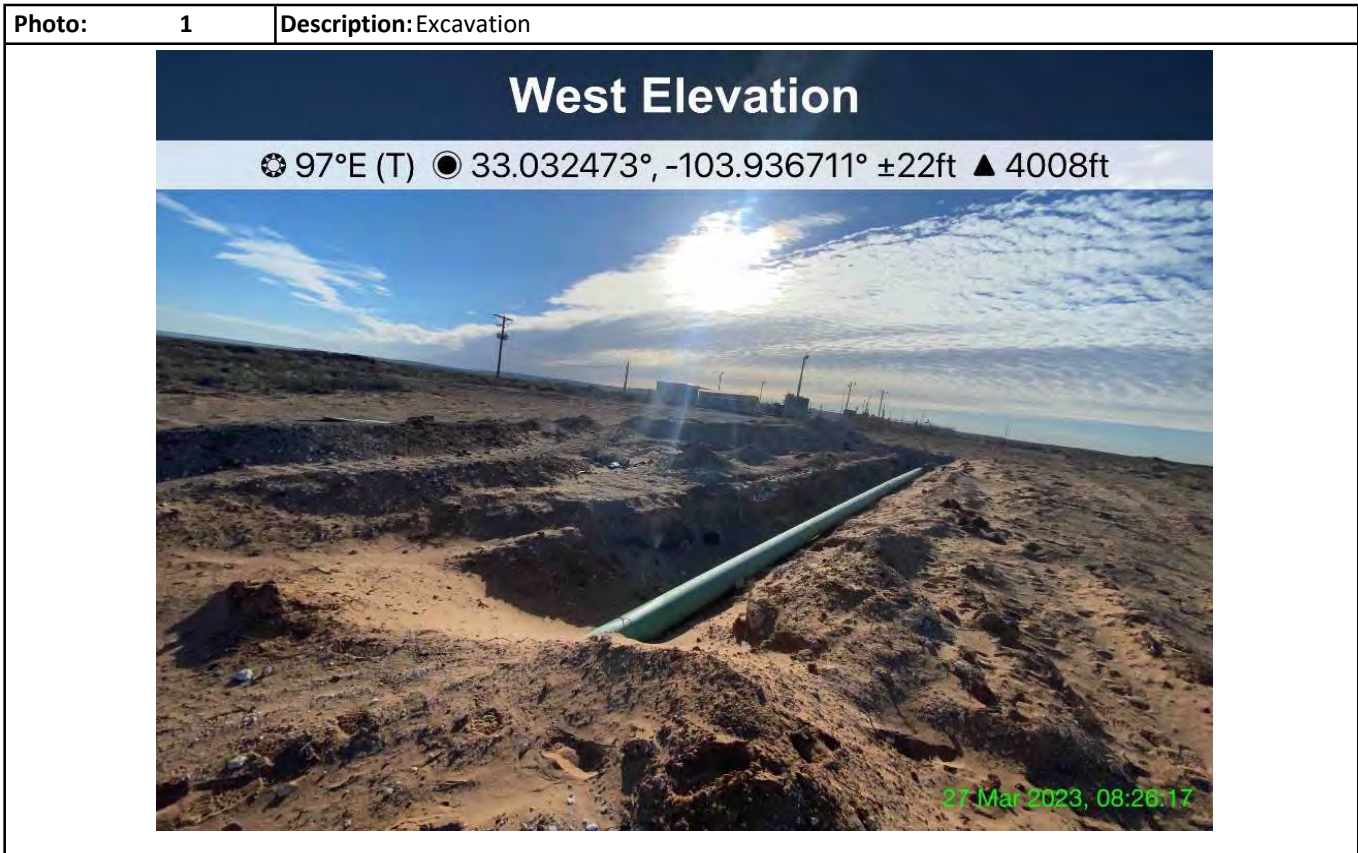 Photo: 1 Description: Excavation
West Elevation
97°E (T) 33.032473°, -103.936711° ±22ft ▲ 4008ft
27 Mar 2023, 08:26:17